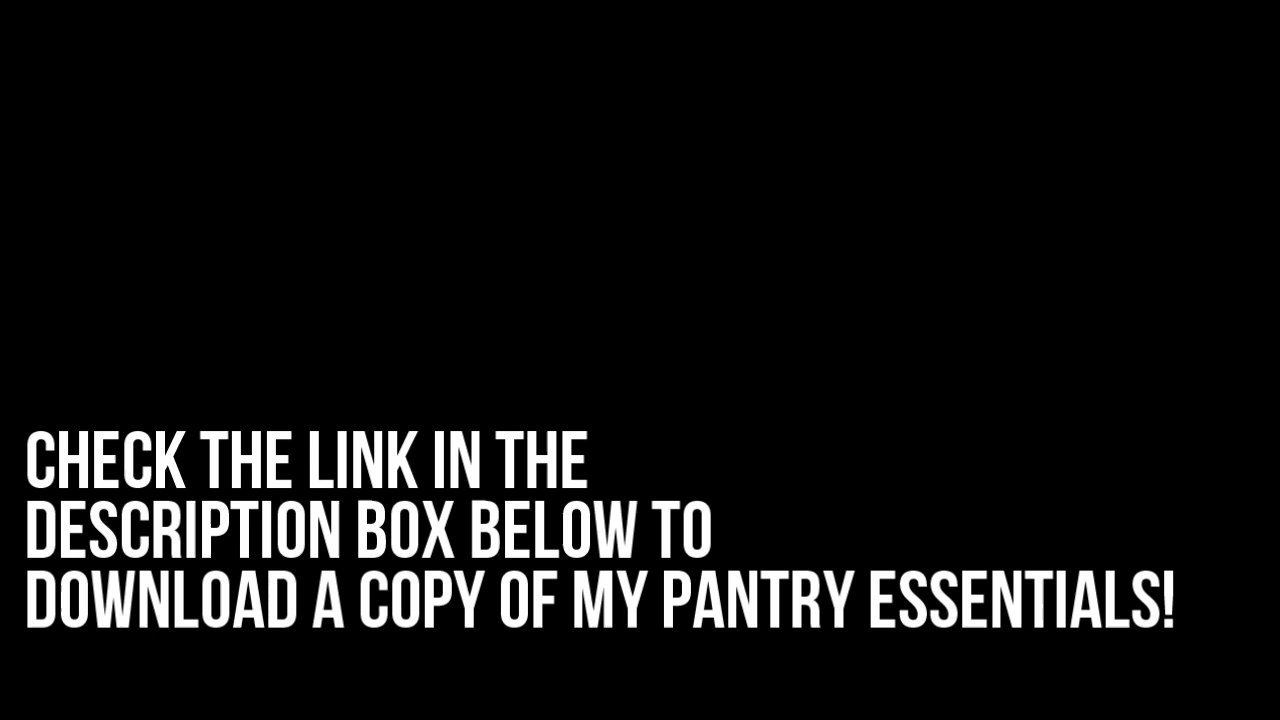 CHECK THE LINK IN THE
DESCRIPTION BOX BELOW TO
DOWNLOAD A COPY OF MY PANTRY ESSENTIALS!